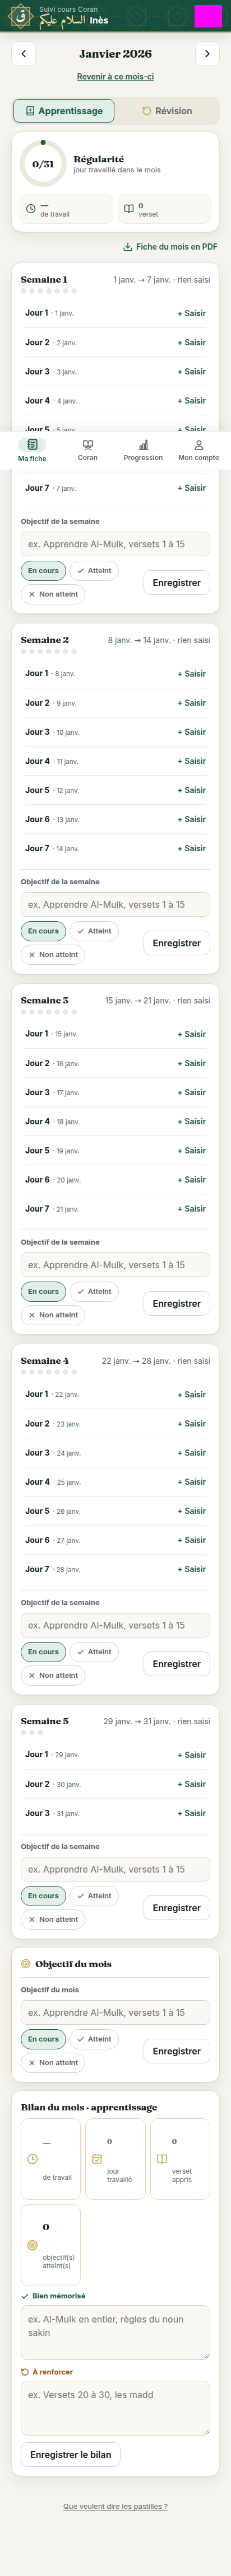 Suivi cours Coran
السلام عليكم Inès
Janvier 2026
Revenir à ce mois-ci
Apprentissage
Révision
0/31
Régularité
jour travaillé dans le mois
—
de travail
0
verset
Fiche du mois en PDF
Semaine 1
1 janv. → 7 janv. · rien saisi
Jour 1 · 1 janv.
+ Saisir
Jour 2 · 2 janv.
+ Saisir
Jour 3 · 3 janv.
+ Saisir
Jour 4 · 4 janv.
+ Saisir
Jour 5 · 5 janv.
+ Saisir
Ma fiche
Coran
Progression
Mon compte
Jour 7 · 7 janv.
+ Saisir
Objectif de la semaine
ex. Apprendre Al-Mulk, versets 1 à 15
En cours
Atteint
Non atteint
Enregistrer
Semaine 2
8 janv. → 14 janv. · rien saisi
Jour 1 · 8 janv.
+ Saisir
Jour 2 · 9 janv.
+ Saisir
Jour 3 · 10 janv.
+ Saisir
Jour 4 · 11 janv.
+ Saisir
Jour 5 · 12 janv.
+ Saisir
Jour 6 · 13 janv.
+ Saisir
Jour 7 · 14 janv.
+ Saisir
Objectif de la semaine
ex. Apprendre Al-Mulk, versets 1 à 15
En cours
Atteint
Non atteint
Enregistrer
Semaine 3
15 janv. → 21 janv. · rien saisi
Jour 1 · 15 janv.
+ Saisir
Jour 2 · 16 janv.
+ Saisir
Jour 3 · 17 janv.
+ Saisir
Jour 4 · 18 janv.
+ Saisir
Jour 5 · 19 janv.
+ Saisir
Jour 6 · 20 janv.
+ Saisir
Jour 7 · 21 janv.
+ Saisir
Objectif de la semaine
ex. Apprendre Al-Mulk, versets 1 à 15
En cours
Atteint
Non atteint
Enregistrer
Semaine 4
22 janv. → 28 janv. · rien saisi
Jour 1 · 22 janv.
+ Saisir
Jour 2 · 23 janv.
+ Saisir
Jour 3 · 24 janv.
+ Saisir
Jour 4 · 25 janv.
+ Saisir
Jour 5 · 26 janv.
+ Saisir
Jour 6 · 27 janv.
+ Saisir
Jour 7 · 28 janv.
+ Saisir
Objectif de la semaine
ex. Apprendre Al-Mulk, versets 1 à 15
En cours
Atteint
Non atteint
Enregistrer
Semaine 5
29 janv. → 31 janv. · rien saisi
Jour 1 · 29 janv.
+ Saisir
Jour 2 · 30 janv.
+ Saisir
Jour 3 · 31 janv.
+ Saisir
Objectif de la semaine
ex. Apprendre Al-Mulk, versets 1 à 15
En cours
Atteint
Non atteint
Enregistrer
Objectif du mois
Objectif du mois
ex. Apprendre Al-Mulk, versets 1 à 15
En cours
Atteint
Non atteint
Enregistrer
Bilan du mois · apprentissage
—
de travail
0
jour
travaillé
0
verset
appris
0
objectif(s)
atteint(s)
Bien mémorisé
ex. Al-Mulk en entier, règles du noun
sakin
À renforcer
ex. Versets 20 à 30, les madd
Enregistrer le bilan
Que veulent dire les pastilles ?